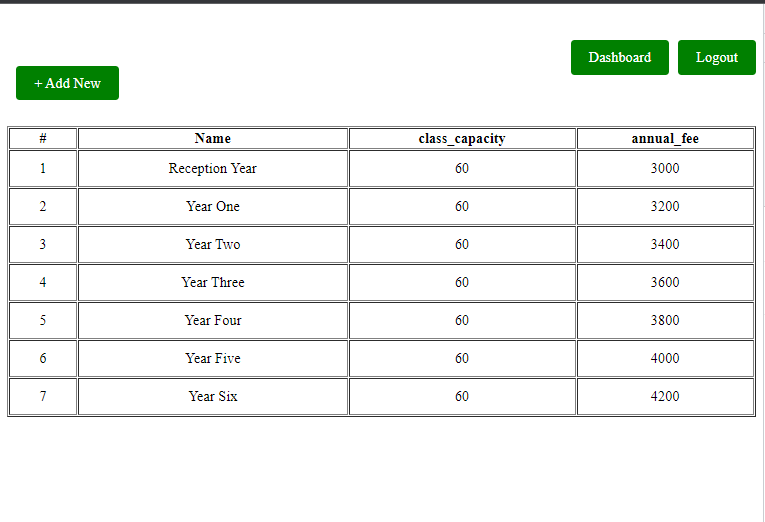 Dashboard Logout
+ Add New
# Name class_capacity annual_fee
1 Reception Year 60 3000
2 Year One 60 3200
3 Year Two 60 3400
4 Year Three 60 3600
5 Year Four 60 3800
6 Year Five 60 4000
7 Year Six 60 4200